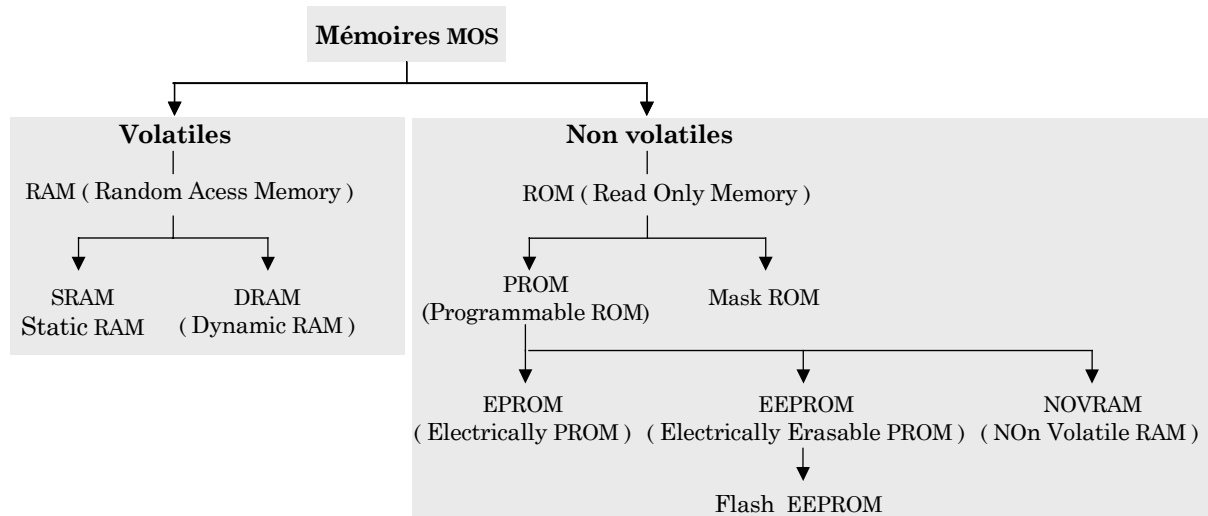 Mémoires MOS
Volatiles
Non volatiles
RAM ( Random Acess Memory )
ROM ( Read Only Memory )
SRAM
Static RAM
DRAM
( Dynamic RAM )
PROM
(Programmable ROM)
Mask ROM
EPROM
( Electrically PROM )
EEPROM
( Electrically Erasable PROM )
NOVRAM
( NOn Volatile RAM )
Flash EEPROM